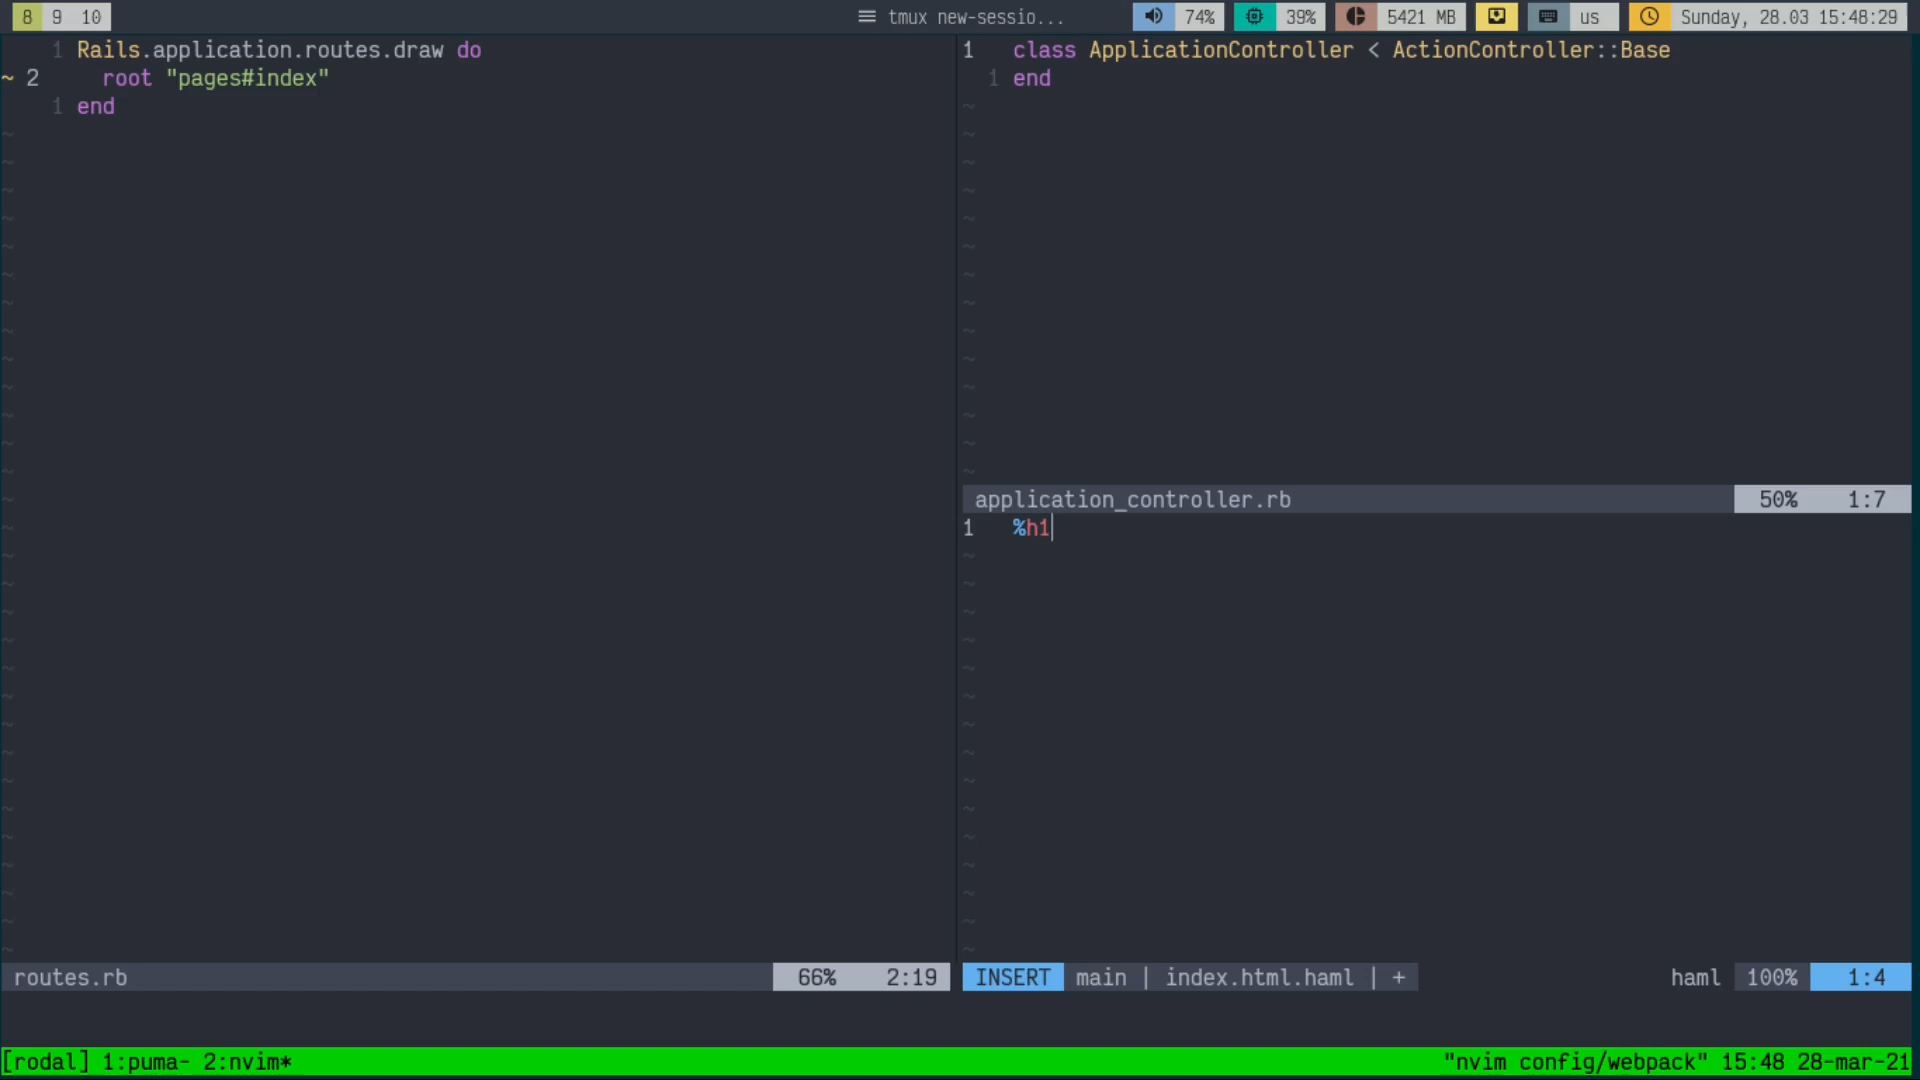 8 9 10 tmux new-sessio... 74% 39% 5421 MB us Sunday, 28.03 15:48:29
1 Rails.application.routes.draw do
~ 2 root "pages#index"
1 end
routes.rb 66% 2:19
1 class ApplicationController < ActionController::Base
1 end
application_controller.rb 50% 1:7
1 %h1
INSERT main | index.html.haml | + haml 100% 1:4
[rodal] 1:puma- 2:nvim* "nvim config/webpack" 15:48 28-mar-21